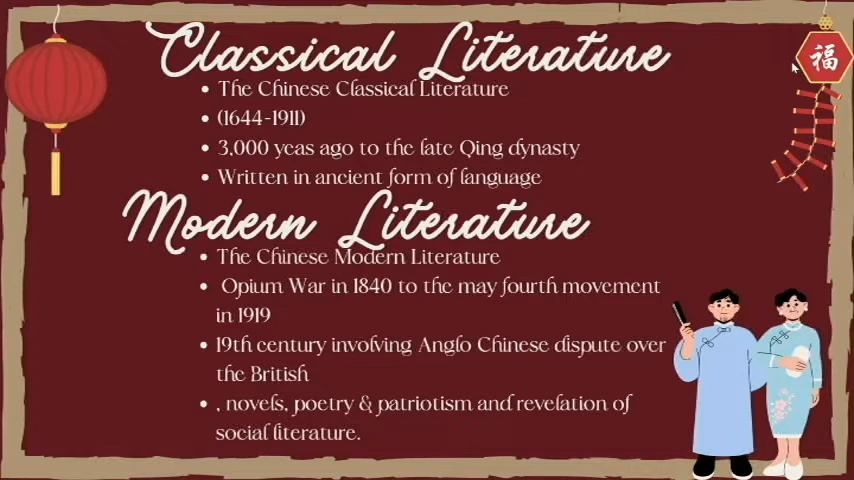 Classical Literature
福
• The Chinese Classical Literature
• (1644-1911)
• 3,000 yeas ago to the late Qing dynasty
• Written in ancient form of language
Modern Literature
• The Chinese Modern Literature
• Opium War in 1840 to the may fourth movement
in 1919
• 19th century involving Anglo Chinese dispute over
the British
• , novels, poetry & patriotism and revelation of
social literature.